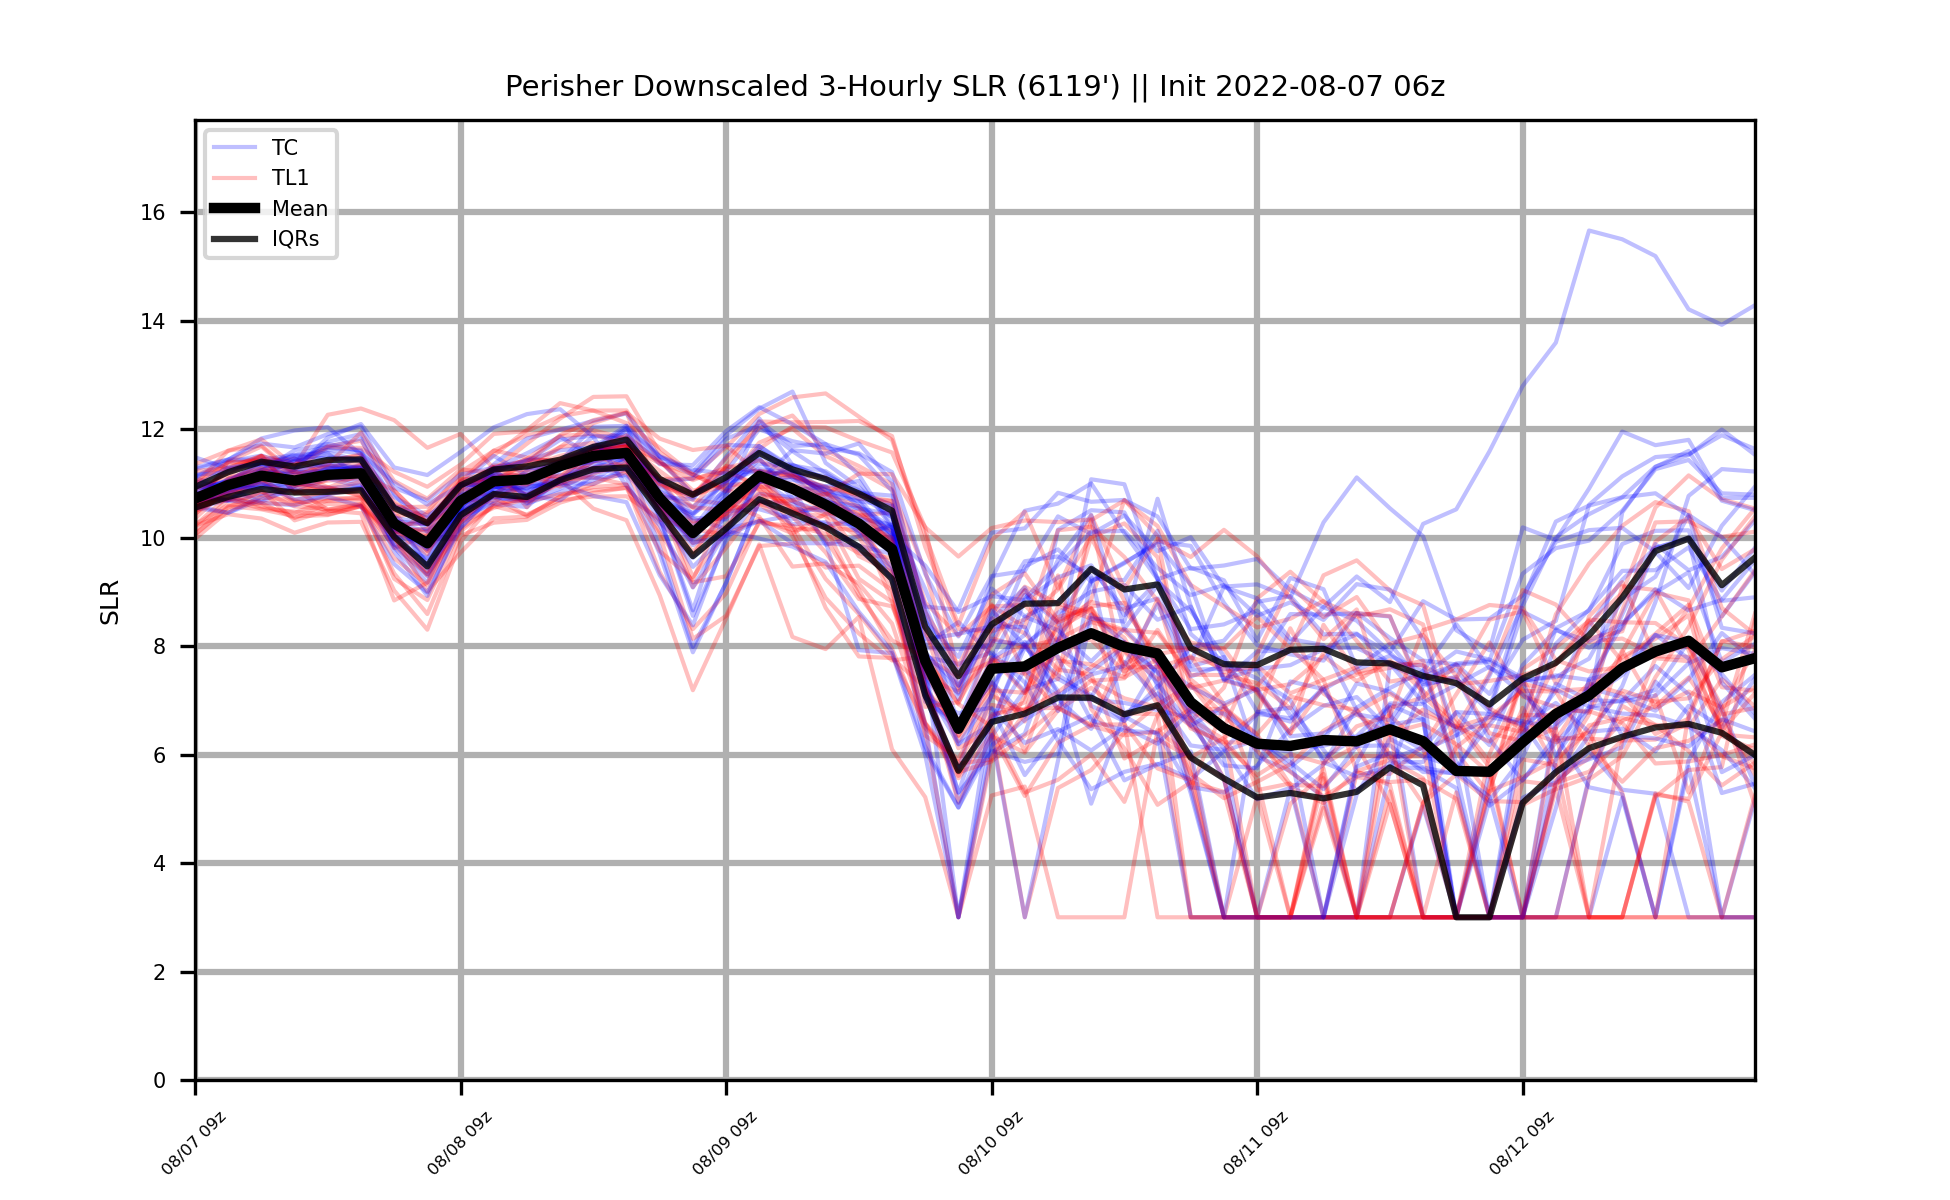 Perisher Downscaled 3-Hourly SLR (6119') || Init 2022-08-07 06z
TC
TL1
Mean
IQRs
SLR
16
14
12
10
8
6
4
2
0
08/07 09z
08/08 09z
08/09 09z
08/10 09z
08/11 09z
08/12 09z